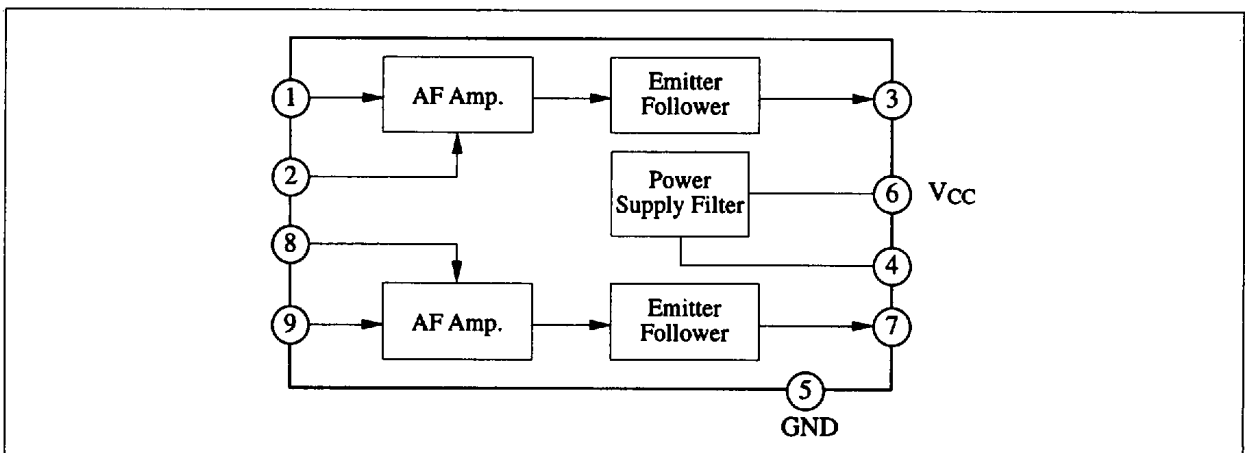 1
AF Amp.
Emitter
Follower
3
2
Power
Supply Filter
6
VCC
8
4
9
AF Amp.
Emitter
Follower
7
5
GND